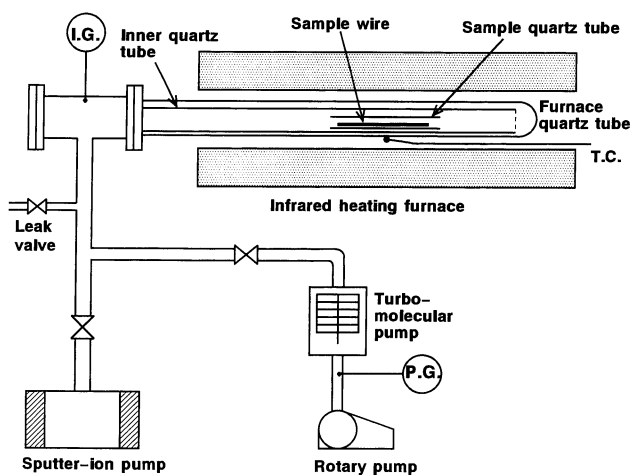 I.G.
Inner quartz
tube
Sample wire
Sample quartz tube
Furnace
quartz tube
T.C.
Infrared heating furnace
Leak
valve
Turbo-
molecular
pump
P.G.
Sputter-ion pump
Rotary pump